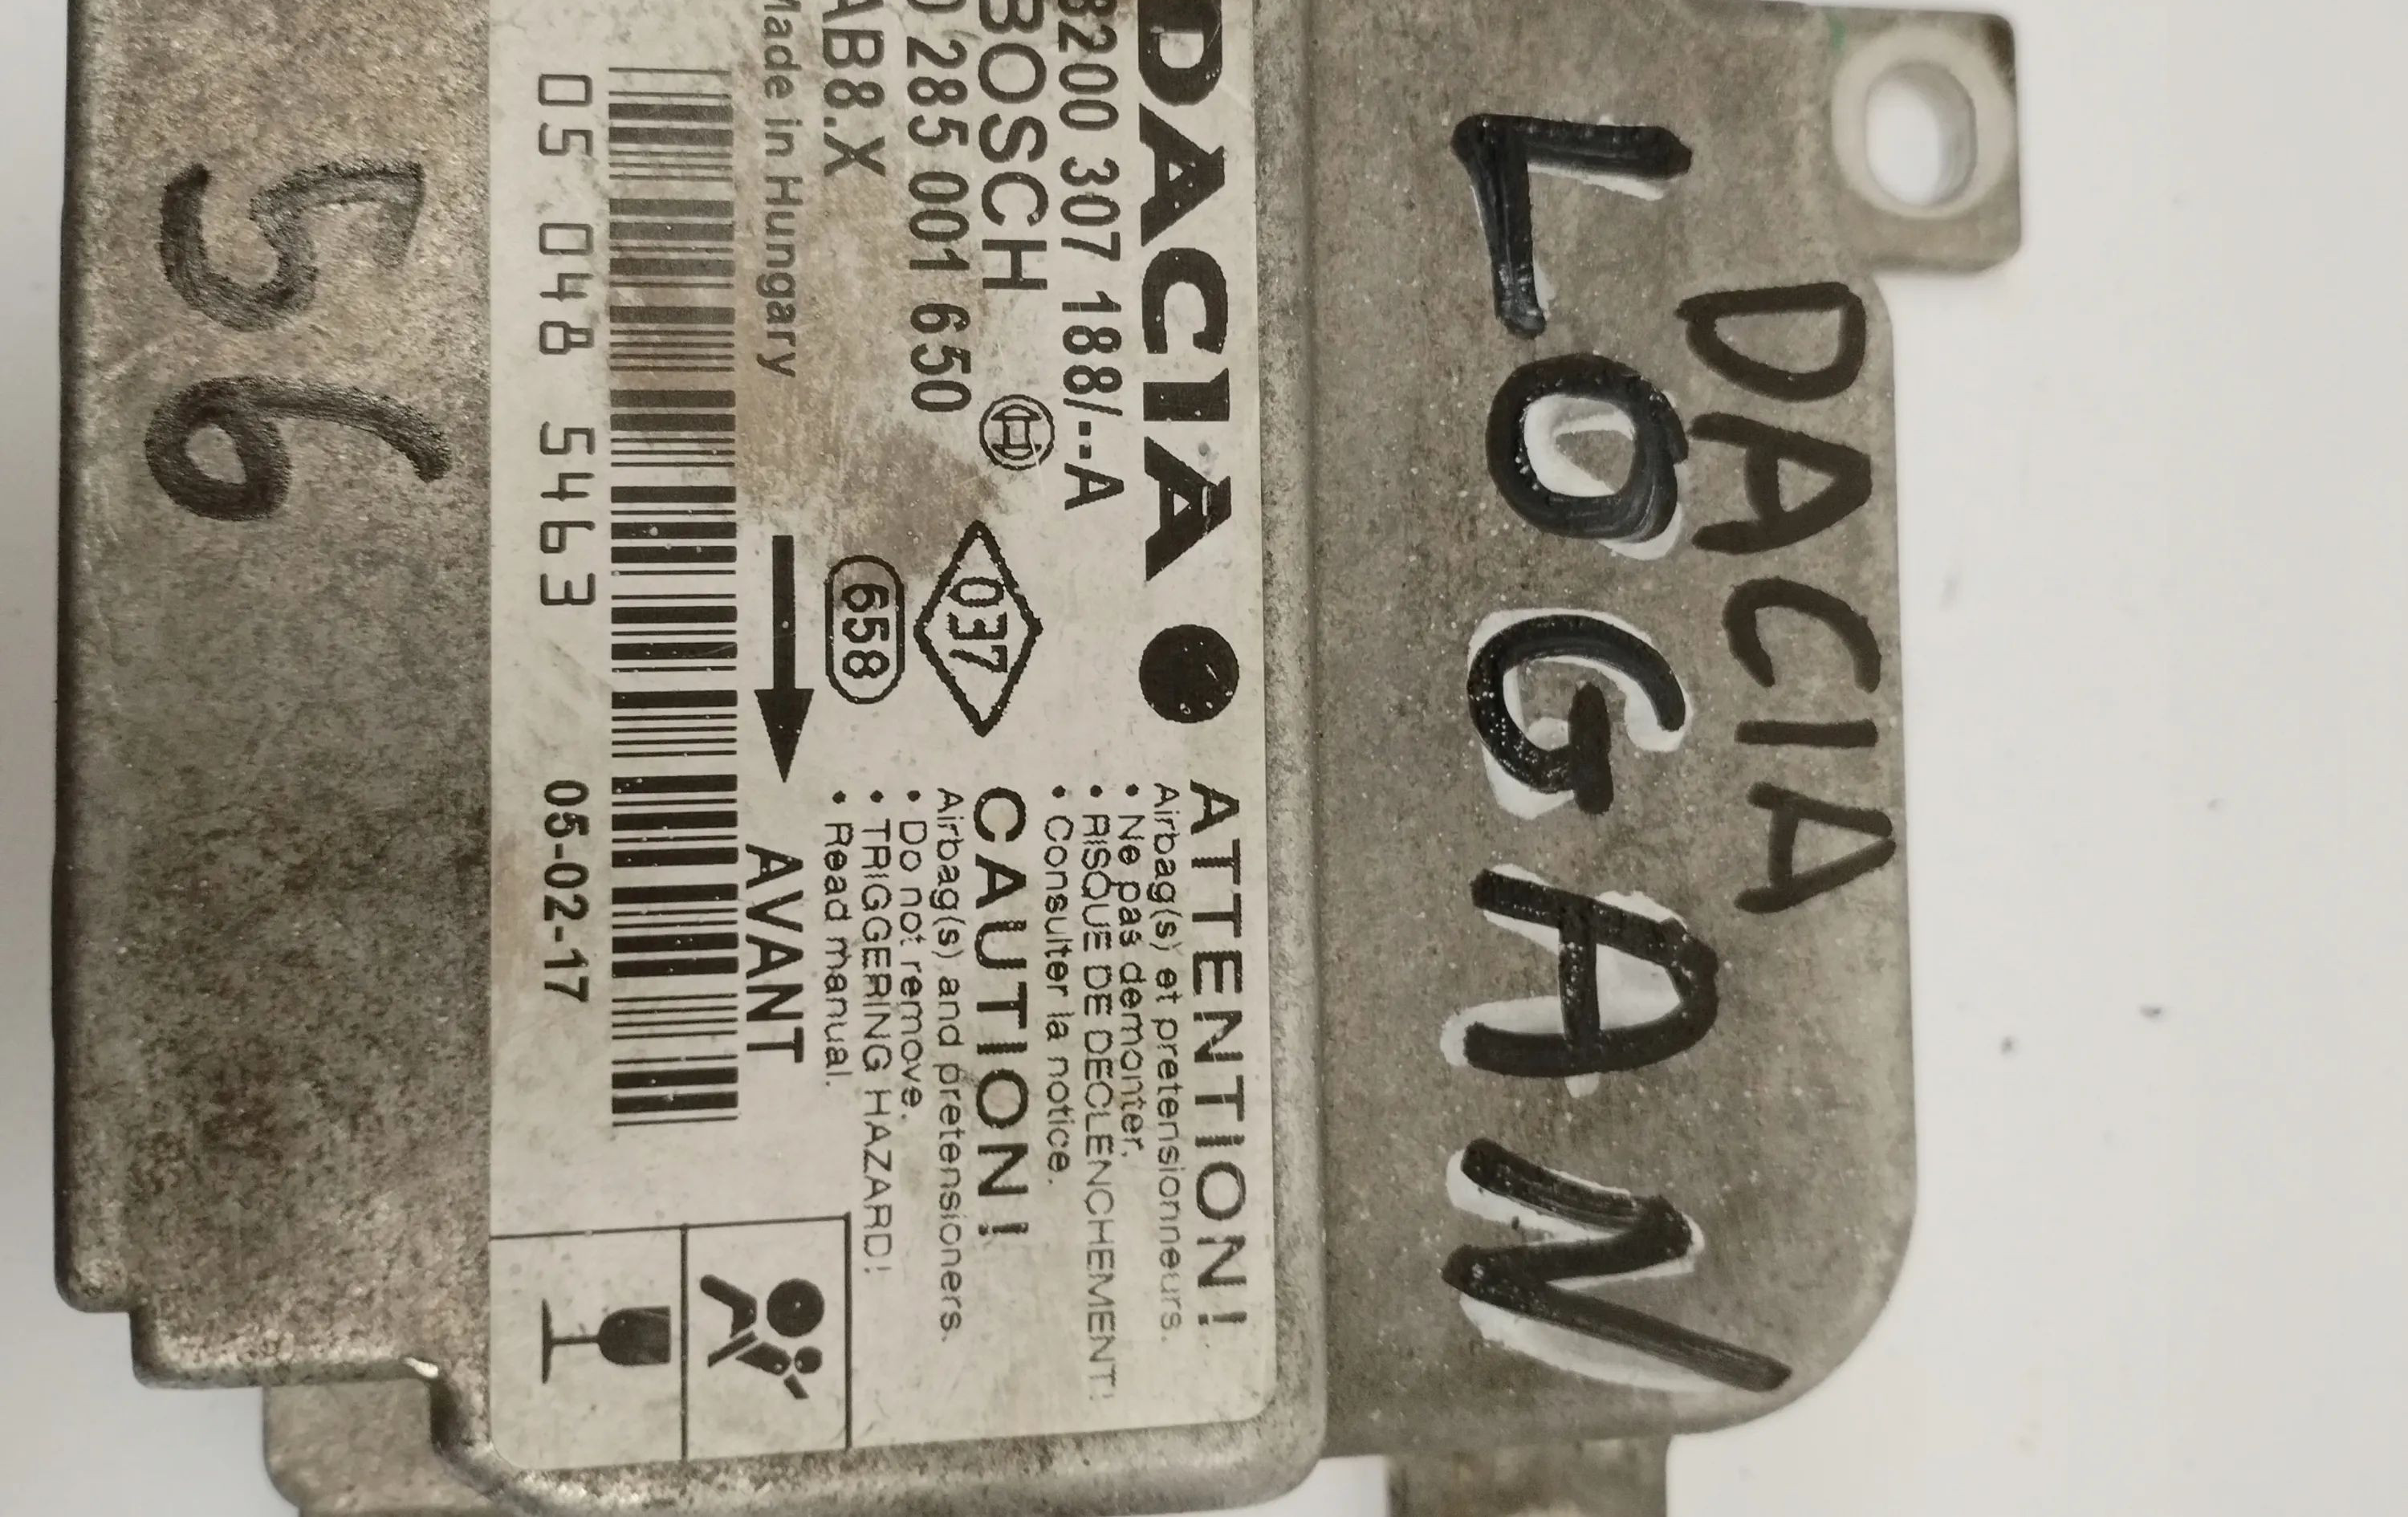 DACIA
LOGAN
DACIA
8200 307 188/--A
BOSCH
0 285 001 650
AB8.X
Made in Hungary
037
658
ATTENTION!
Airbag(s) et pretensionneurs.
• Ne pas demonter.
• RISQUE DE DECLENCHEMENT!
• Consulter la notice.
CAUTION!
Airbag(s) and pretensioners.
• Do not remove.
• TRIGGERING HAZARD!
• Read manual.
AVANT
05 048 5463
05-02-17
56